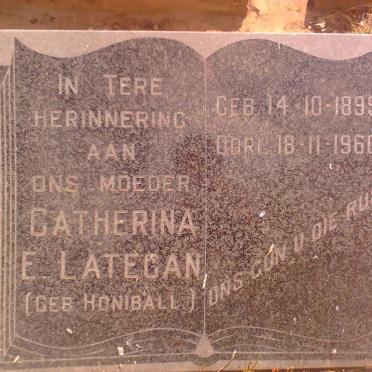 IN TERE
HERINNERING
AAN
ONS MOEDER
CATHERINA
E. LATEGAN
(GEB HONIBALL.)
GEB. 14-10-1899
OORL. 18-11-1960
ONS GUN U DIE